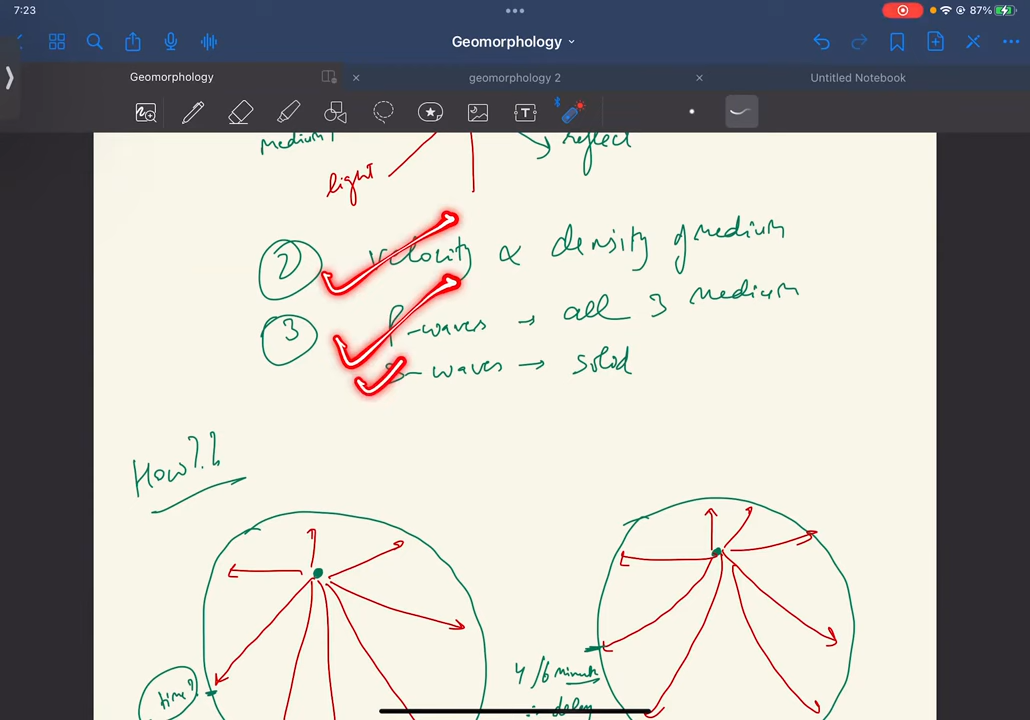 7:23
87%
Geomorphology
Geomorphology
geomorphology 2
Untitled Notebook
medium 1
reflect
light
2 velocity ∝ density of medium
3 P-waves → all 3 medium
S-waves → solid
How??
time?
4/6 minute
delay